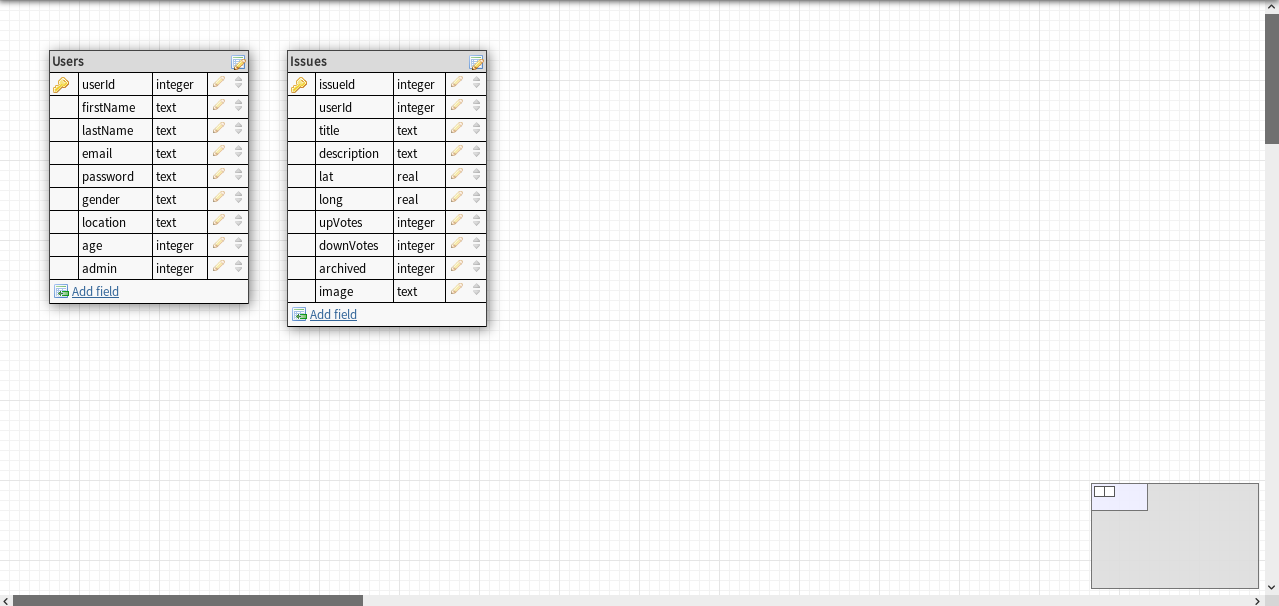 Users
userId integer
firstName text
lastName text
email text
password text
gender text
location text
age integer
admin integer
Add field
Issues
issueId integer
userId integer
title text
description text
lat real
long real
upVotes integer
downVotes integer
archived integer
image text
Add field